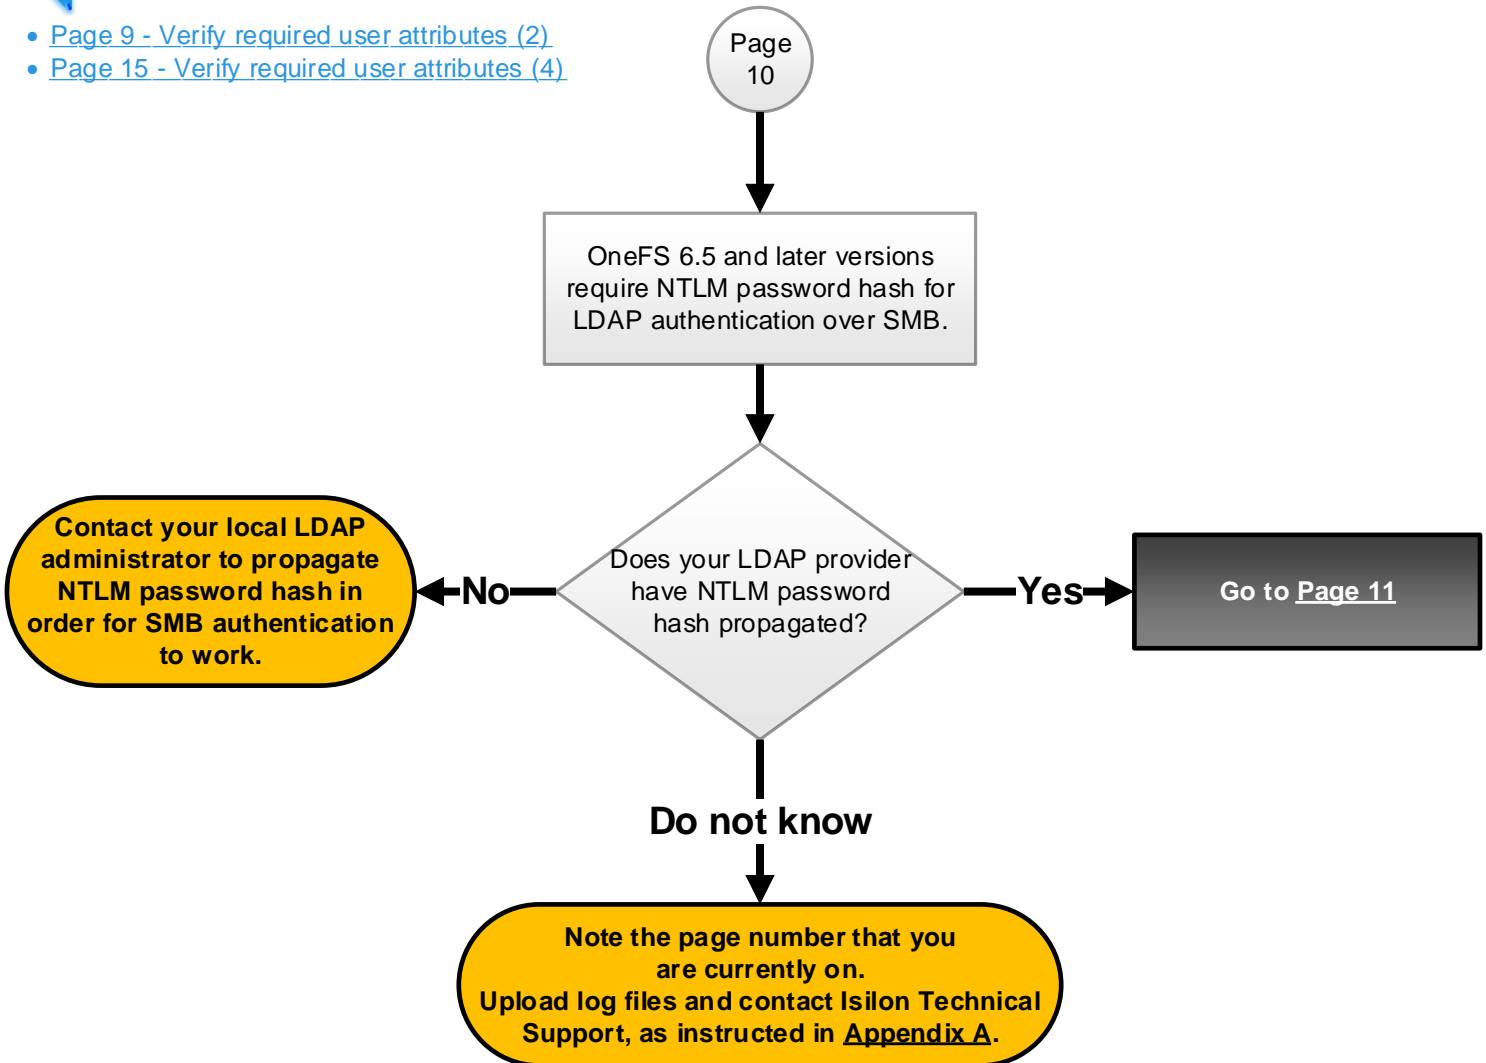 • Page 9 - Verify required user attributes (2)
• Page 15 - Verify required user attributes (4)
Page
10
OneFS 6.5 and later versions
require NTLM password hash for
LDAP authentication over SMB.
Does your LDAP provider
have NTLM password
hash propagated?
No
Contact your local LDAP
administrator to propagate
NTLM password hash in
order for SMB authentication
to work.
Yes
Go to Page 11
Do not know
Note the page number that you
are currently on.
Upload log files and contact Isilon Technical
Support, as instructed in Appendix A.